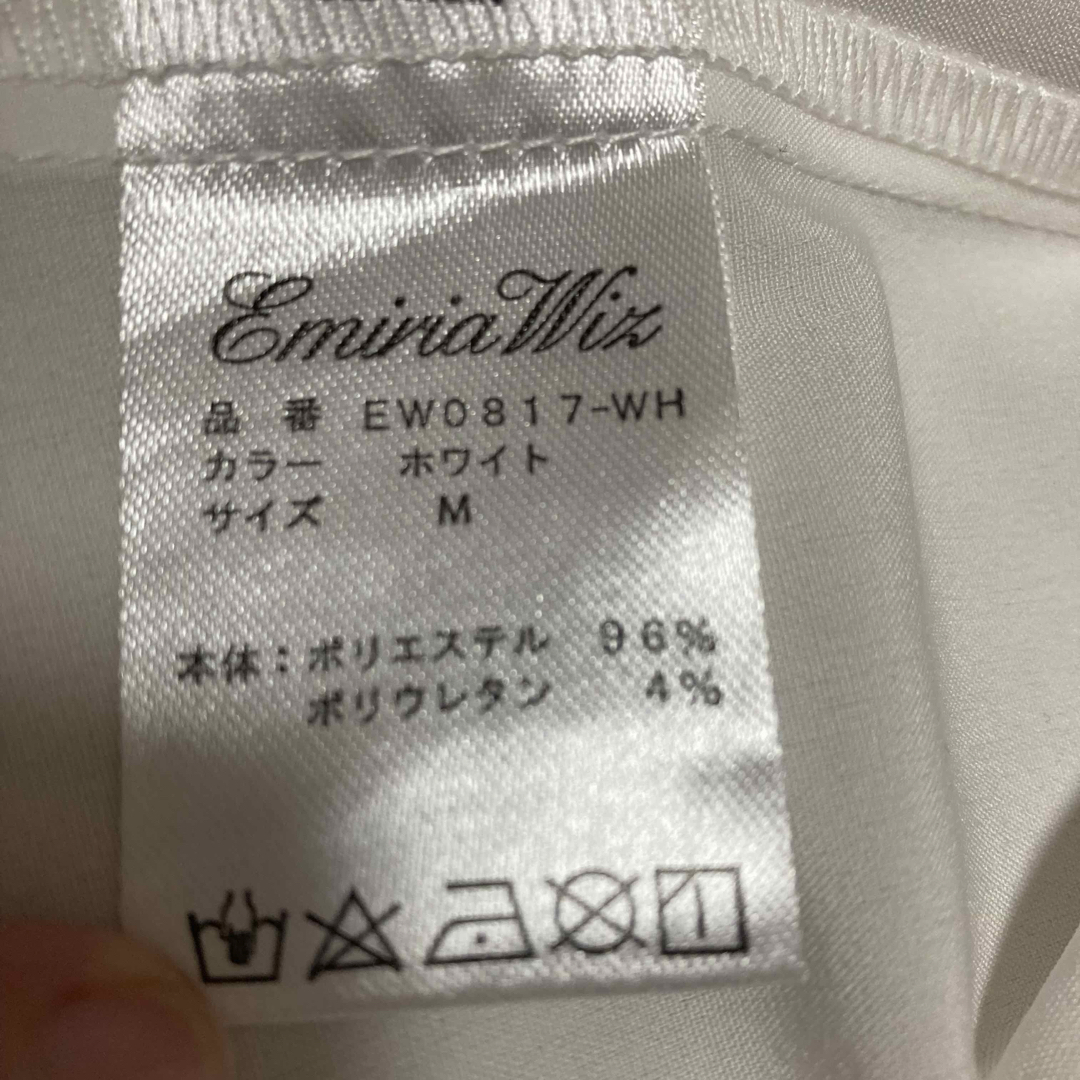 EmiriaWiz
品番 EW0817-WH
カラー ホワイト
サイズ M
本体：ポリエステル 96%
ポリウレタン 4%